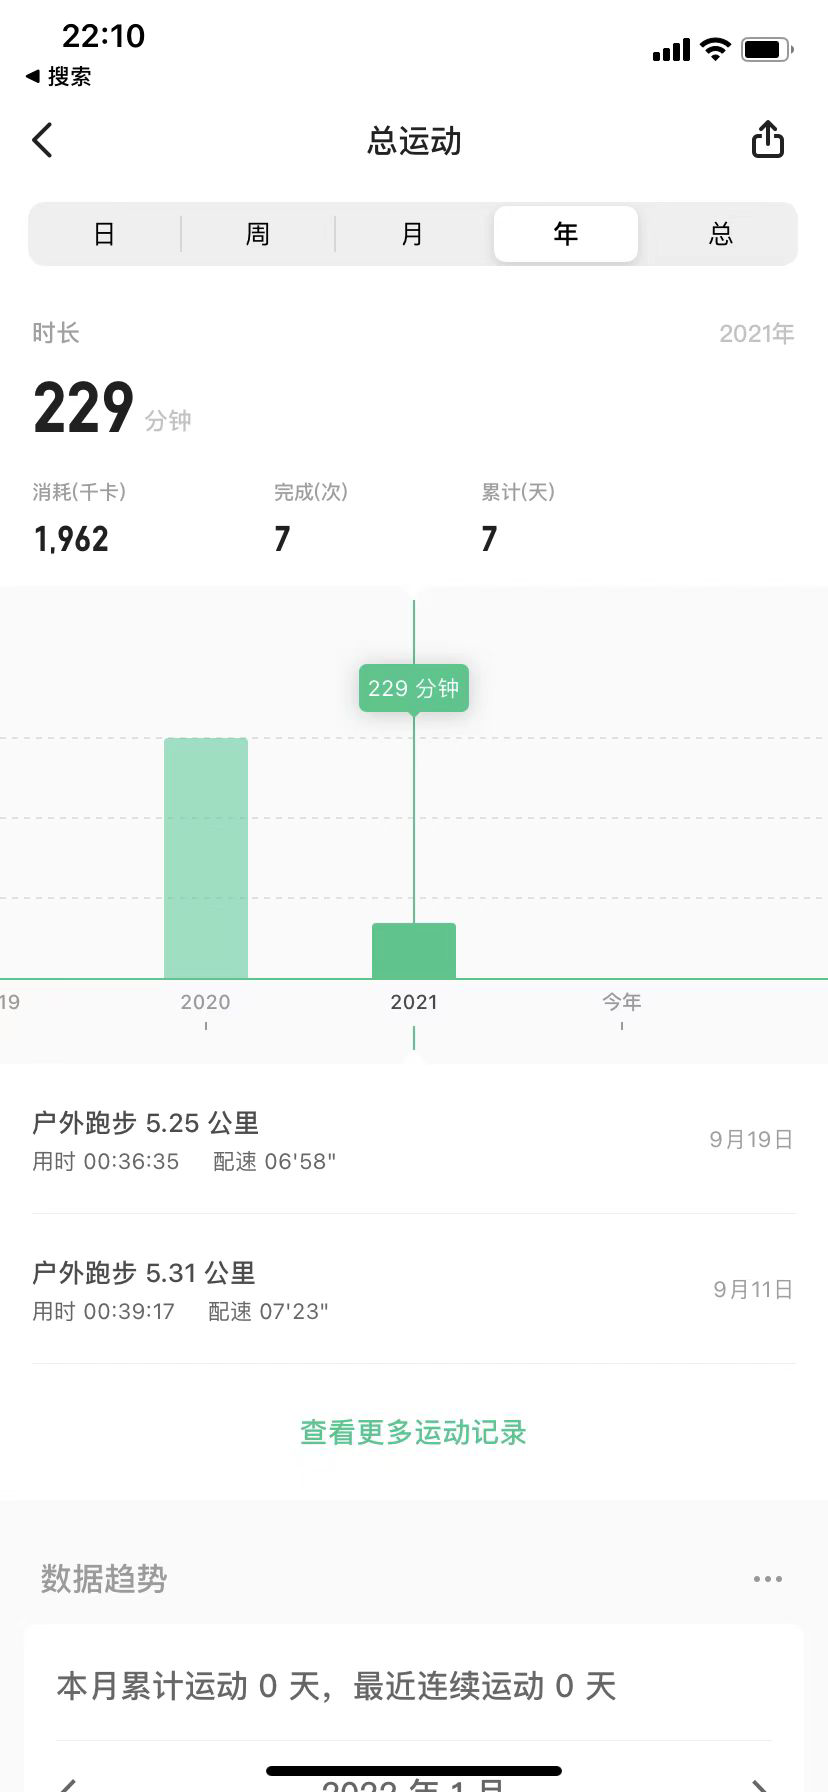 22:10
◀ 搜索
总运动
日 周 月 年 总
时长 2021年
229 分钟
消耗(千卡) 完成(次) 累计(天)
1,962 7 7
229 分钟
19 2020 2021 今年
户外跑步 5.25 公里
9月19日
用时 00:36:35 配速 06'58"
户外跑步 5.31 公里
9月11日
用时 00:39:17 配速 07'23"
查看更多运动记录
数据趋势
本月累计运动 0 天，最近连续运动 0 天
2022 年 1 月